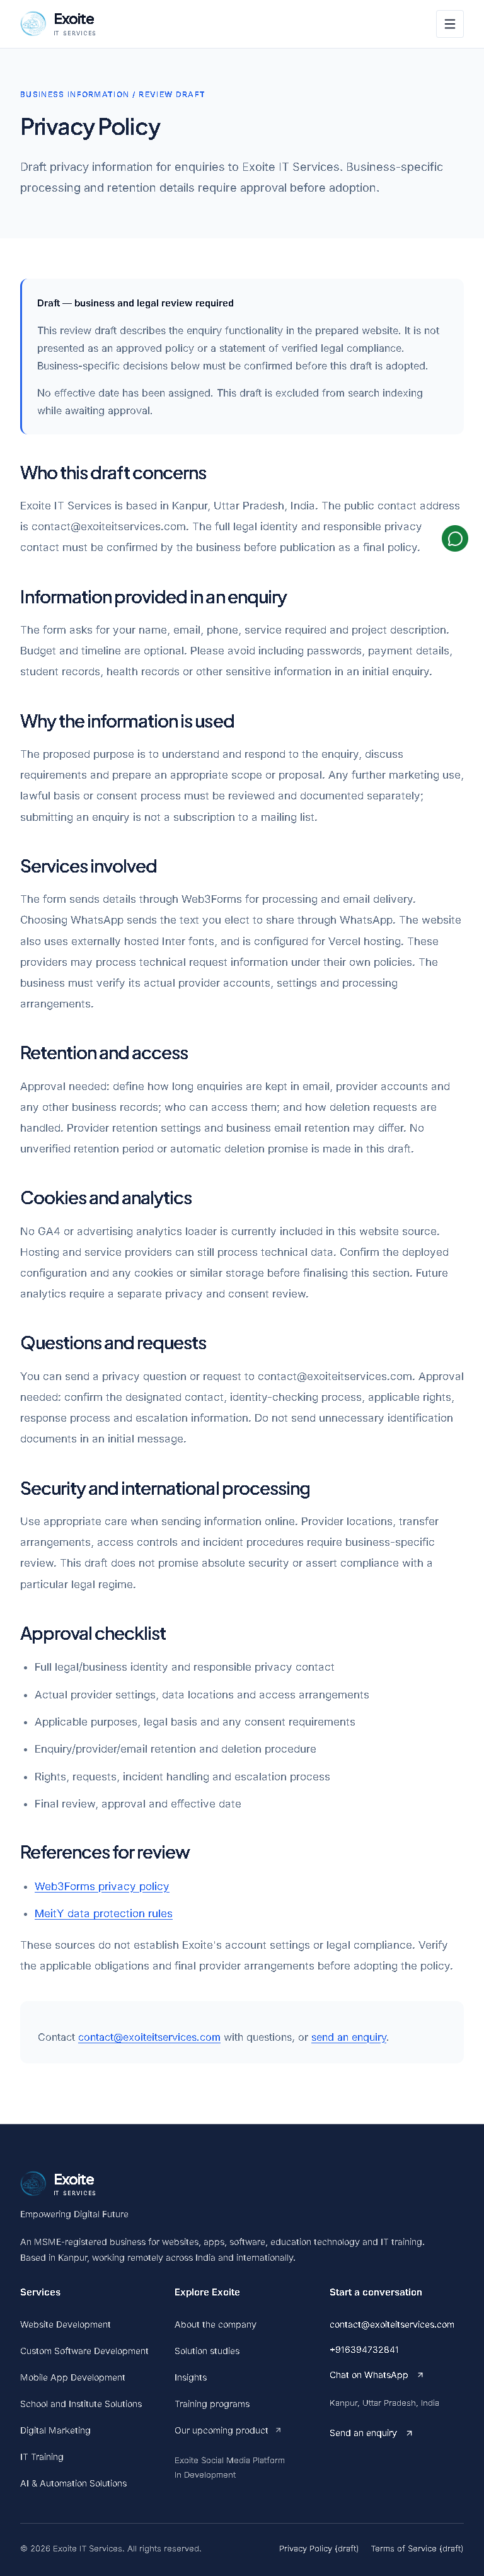 Exoite
IT SERVICES
BUSINESS INFORMATION / REVIEW DRAFT
Privacy Policy
Draft privacy information for enquiries to Exoite IT Services. Business-specific
processing and retention details require approval before adoption.
Draft — business and legal review required
This review draft describes the enquiry functionality in the prepared website. It is not
presented as an approved policy or a statement of verified legal compliance.
Business-specific decisions below must be confirmed before this draft is adopted.
No effective date has been assigned. This draft is excluded from search indexing
while awaiting approval.
Who this draft concerns
Exoite IT Services is based in Kanpur, Uttar Pradesh, India. The public contact address
is contact@exoiteitservices.com. The full legal identity and responsible privacy
contact must be confirmed by the business before publication as a final policy.
Information provided in an enquiry
The form asks for your name, email, phone, service required and project description.
Budget and timeline are optional. Please avoid including passwords, payment details,
student records, health records or other sensitive information in an initial enquiry.
Why the information is used
The proposed purpose is to understand and respond to the enquiry, discuss
requirements and prepare an appropriate scope or proposal. Any further marketing use,
lawful basis or consent process must be reviewed and documented separately;
submitting an enquiry is not a subscription to a mailing list.
Services involved
The form sends details through Web3Forms for processing and email delivery.
Choosing WhatsApp sends the text you elect to share through WhatsApp. The website
also uses externally hosted Inter fonts, and is configured for Vercel hosting. These
providers may process technical request information under their own policies. The
business must verify its actual provider accounts, settings and processing
arrangements.
Retention and access
Approval needed: define how long enquiries are kept in email, provider accounts and
any other business records; who can access them; and how deletion requests are
handled. Provider retention settings and business email retention may differ. No
unverified retention period or automatic deletion promise is made in this draft.
Cookies and analytics
No GA4 or advertising analytics loader is currently included in this website source.
Hosting and service providers can still process technical data. Confirm the deployed
configuration and any cookies or similar storage before finalising this section. Future
analytics require a separate privacy and consent review.
Questions and requests
You can send a privacy question or request to contact@exoiteitservices.com. Approval
needed: confirm the designated contact, identity-checking process, applicable rights,
response process and escalation information. Do not send unnecessary identification
documents in an initial message.
Security and international processing
Use appropriate care when sending information online. Provider locations, transfer
arrangements, access controls and incident procedures require business-specific
review. This draft does not promise absolute security or assert compliance with a
particular legal regime.
Approval checklist
• Full legal/business identity and responsible privacy contact
• Actual provider settings, data locations and access arrangements
• Applicable purposes, legal basis and any consent requirements
• Enquiry/provider/email retention and deletion procedure
• Rights, requests, incident handling and escalation process
• Final review, approval and effective date
References for review
• Web3Forms privacy policy
• MeitY data protection rules
These sources do not establish Exoite's account settings or legal compliance. Verify
the applicable obligations and final provider arrangements before adopting the policy.
Contact contact@exoiteitservices.com with questions, or send an enquiry.
Exoite
IT SERVICES
Empowering Digital Future
An MSME-registered business for websites, apps, software, education technology and IT training.
Based in Kanpur, working remotely across India and internationally.
Services
Website Development
Custom Software Development
Mobile App Development
School and Institute Solutions
Digital Marketing
IT Training
AI & Automation Solutions
Explore Exoite
About the company
Solution studies
Insights
Training programs
Our upcoming product
Exoite Social Media Platform
In Development
Start a conversation
contact@exoiteitservices.com
+916394732841
Chat on WhatsApp
Kanpur, Uttar Pradesh, India
Send an enquiry
© 2026 Exoite IT Services. All rights reserved.
Privacy Policy (draft)
Terms of Service (draft)